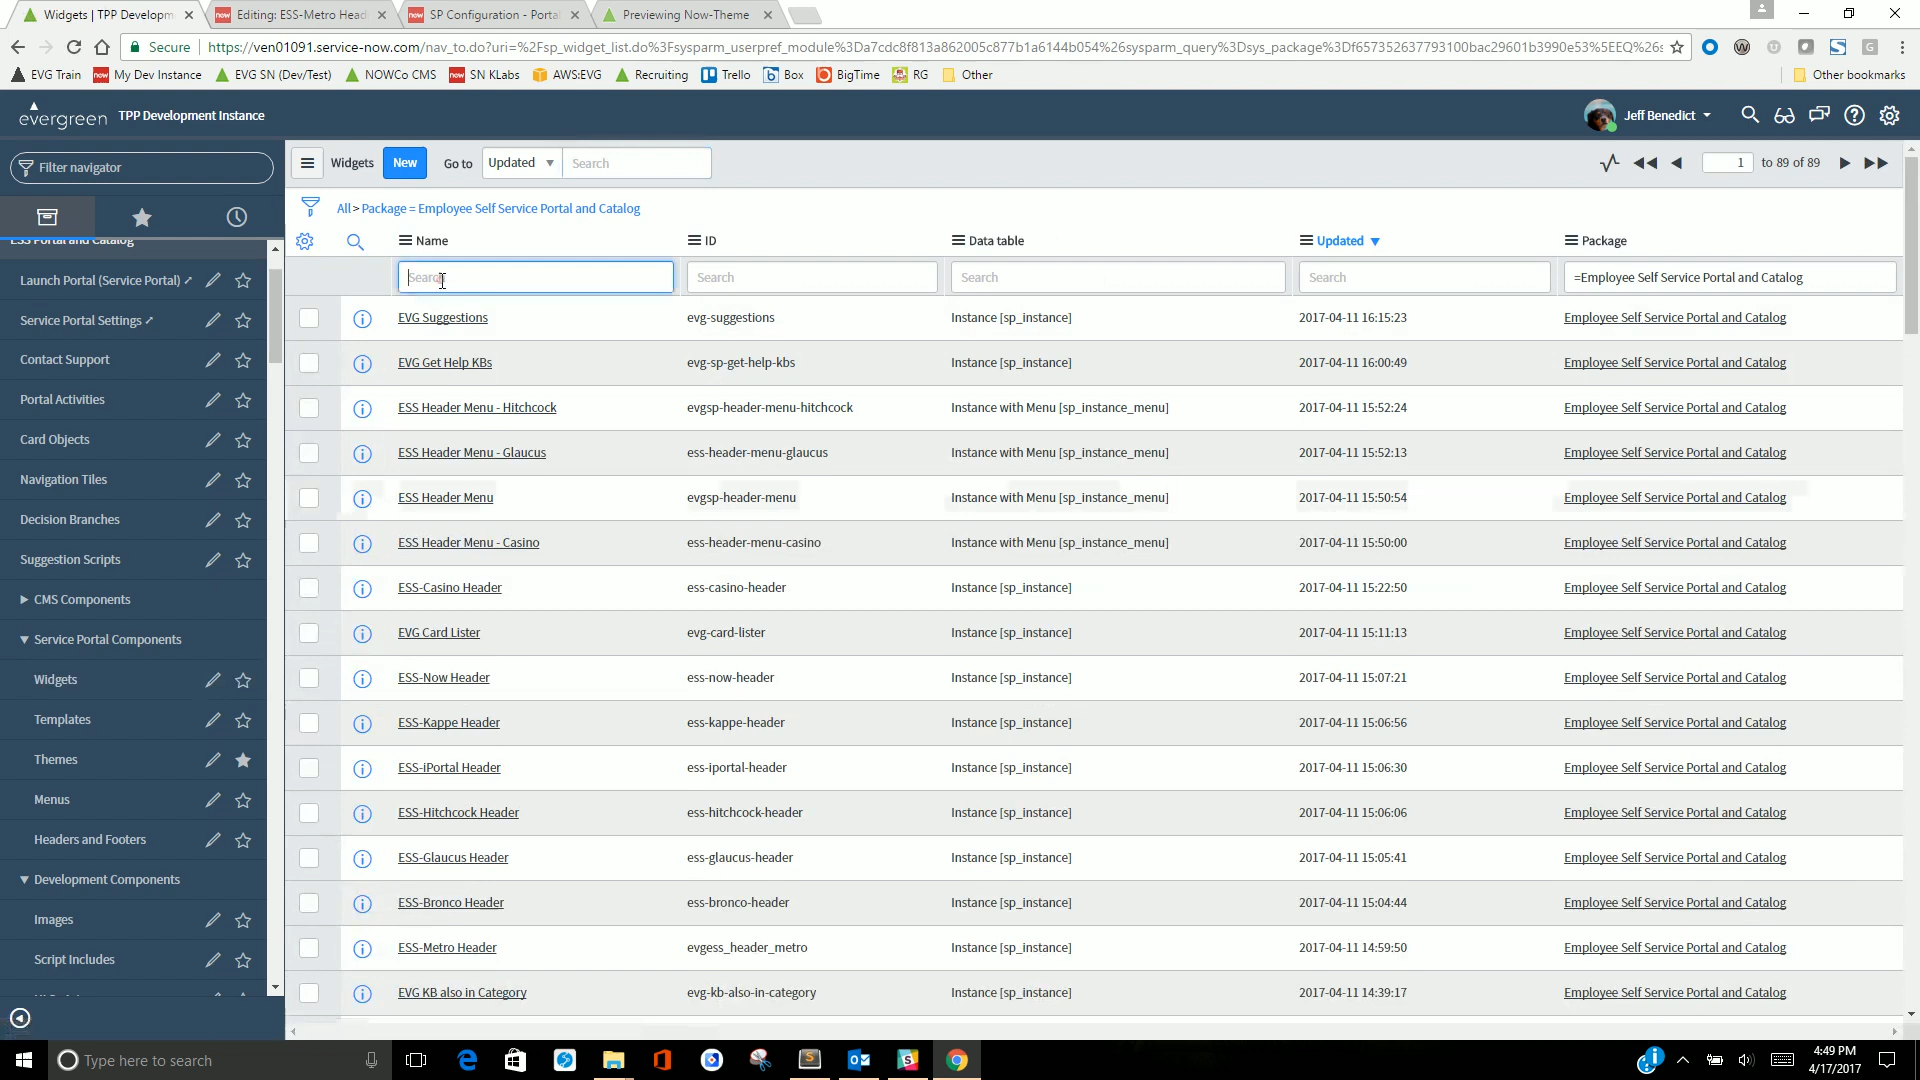 Widgets | TPP Developm
Editing: ESS-Metro Head
SP Configuration - Porta
Previewing Now-Theme
Secure
https://ven01091.service-now.com/nav_to.do?uri=%2Fsp_widget_list.do%3Fsysparm_userpref_module%3Da7cdc8f813a862005c877b1a6144b054%26sysparm_query%3Dsys_package%3Df657352637793100bac29601b3990e53%5EEQ%26s
EVG Train
My Dev Instance
EVG SN (Dev/Test)
NOWCo CMS
SN KLabs
AWS:EVG
Recruiting
Trello
Box
BigTime
RG
Other
Other bookmarks
evergreen
TPP Development Instance
Jeff Benedict
Filter navigator
ESS Portal and Catalog
Launch Portal (Service Portal)
Service Portal Settings
Contact Support
Portal Activities
Card Objects
Navigation Tiles
Decision Branches
Suggestion Scripts
CMS Components
Service Portal Components
Widgets
Templates
Themes
Menus
Headers and Footers
Development Components
Images
Script Includes
Widgets New Go to Updated Search
1 to 89 of 89
All > Package = Employee Self Service Portal and Catalog
Name ID Data table Updated Package
Search Search Search Search =Employee Self Service Portal and Catalog
EVG Suggestions evg-suggestions Instance [sp_instance] 2017-04-11 16:15:23 Employee Self Service Portal and Catalog
EVG Get Help KBs evg-sp-get-help-kbs Instance [sp_instance] 2017-04-11 16:00:49 Employee Self Service Portal and Catalog
ESS Header Menu - Hitchcock evgsp-header-menu-hitchcock Instance with Menu [sp_instance_menu] 2017-04-11 15:52:24 Employee Self Service Portal and Catalog
ESS Header Menu - Glaucus ess-header-menu-glaucus Instance with Menu [sp_instance_menu] 2017-04-11 15:52:13 Employee Self Service Portal and Catalog
ESS Header Menu evgsp-header-menu Instance with Menu [sp_instance_menu] 2017-04-11 15:50:54 Employee Self Service Portal and Catalog
ESS Header Menu - Casino ess-header-menu-casino Instance with Menu [sp_instance_menu] 2017-04-11 15:50:00 Employee Self Service Portal and Catalog
ESS-Casino Header ess-casino-header Instance [sp_instance] 2017-04-11 15:22:50 Employee Self Service Portal and Catalog
EVG Card Lister evg-card-lister Instance [sp_instance] 2017-04-11 15:11:13 Employee Self Service Portal and Catalog
ESS-Now Header ess-now-header Instance [sp_instance] 2017-04-11 15:07:21 Employee Self Service Portal and Catalog
ESS-Kappe Header ess-kappe-header Instance [sp_instance] 2017-04-11 15:06:56 Employee Self Service Portal and Catalog
ESS-iPortal Header ess-iportal-header Instance [sp_instance] 2017-04-11 15:06:30 Employee Self Service Portal and Catalog
ESS-Hitchcock Header ess-hitchcock-header Instance [sp_instance] 2017-04-11 15:06:06 Employee Self Service Portal and Catalog
ESS-Glaucus Header ess-glaucus-header Instance [sp_instance] 2017-04-11 15:05:41 Employee Self Service Portal and Catalog
ESS-Bronco Header ess-bronco-header Instance [sp_instance] 2017-04-11 15:04:44 Employee Self Service Portal and Catalog
ESS-Metro Header evgess_header_metro Instance [sp_instance] 2017-04-11 14:59:50 Employee Self Service Portal and Catalog
EVG KB also in Category evg-kb-also-in-category Instance [sp_instance] 2017-04-11 14:39:17 Employee Self Service Portal and Catalog
Type here to search
4:49 PM
4/17/2017